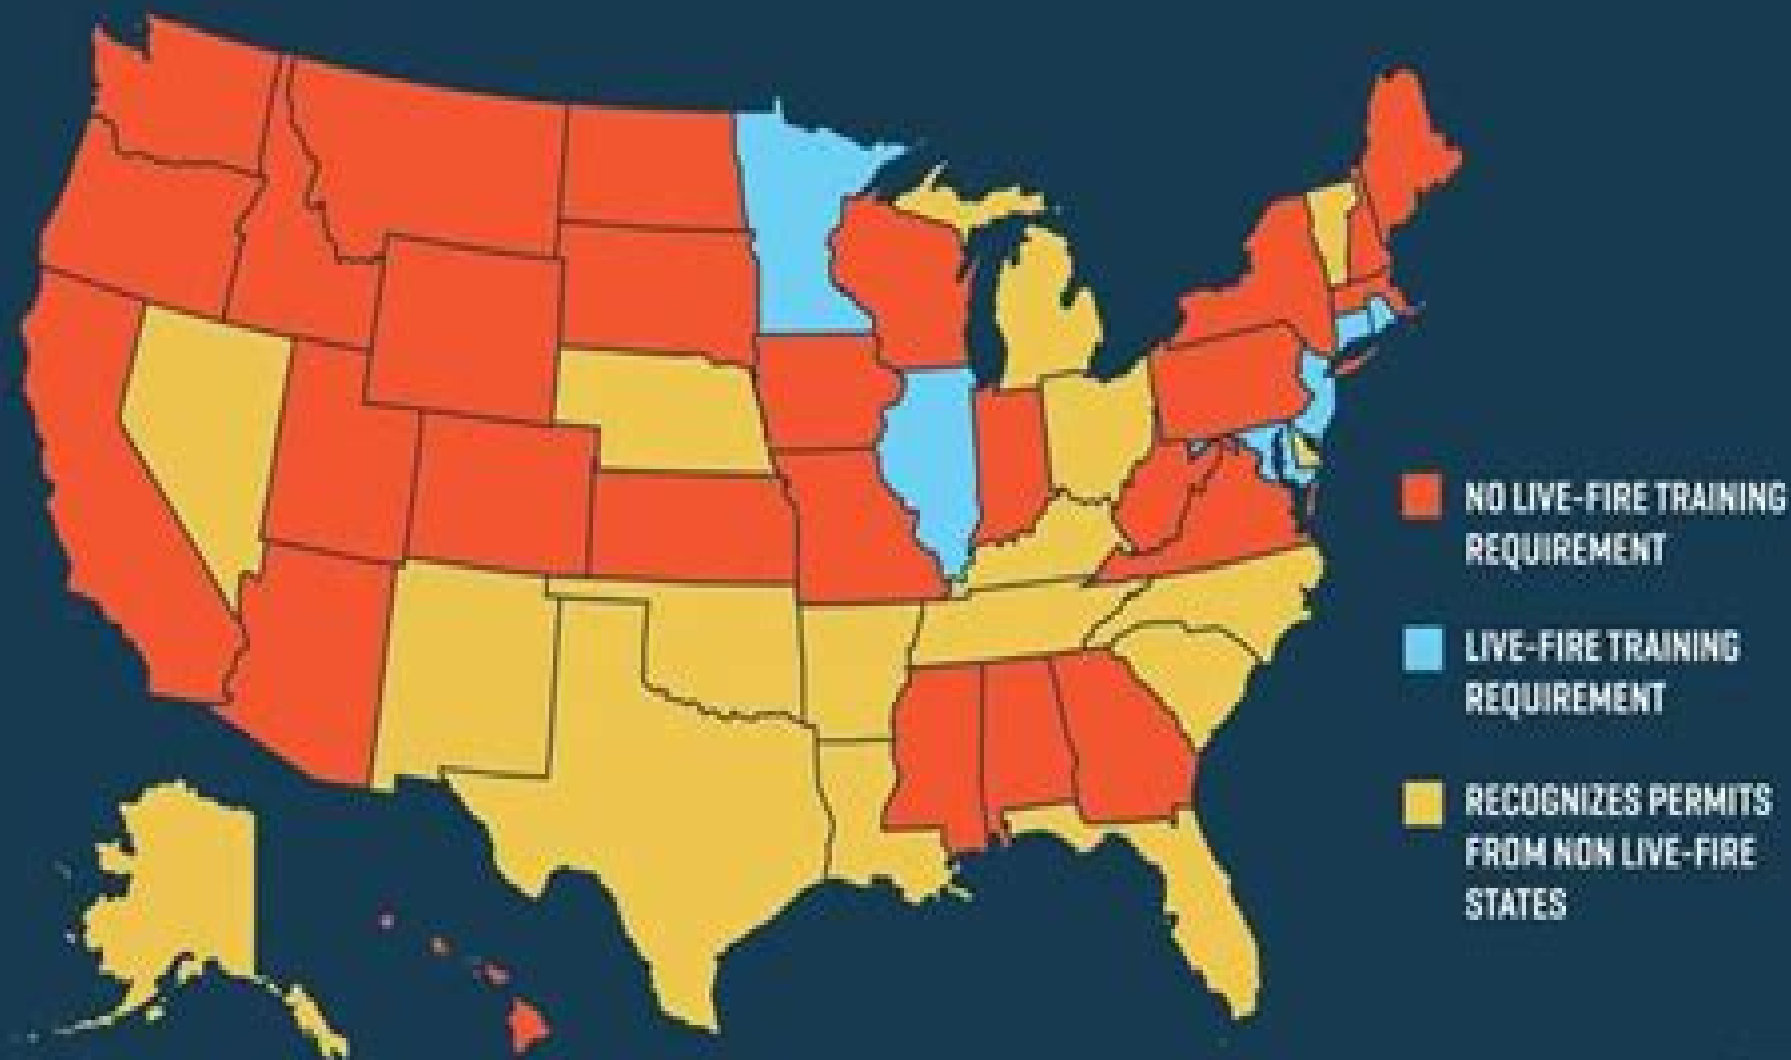 NO LIVE-FIRE TRAINING
REQUIREMENT
LIVE-FIRE TRAINING
REQUIREMENT
RECOGNIZES PERMITS
FROM NON LIVE-FIRE
STATES